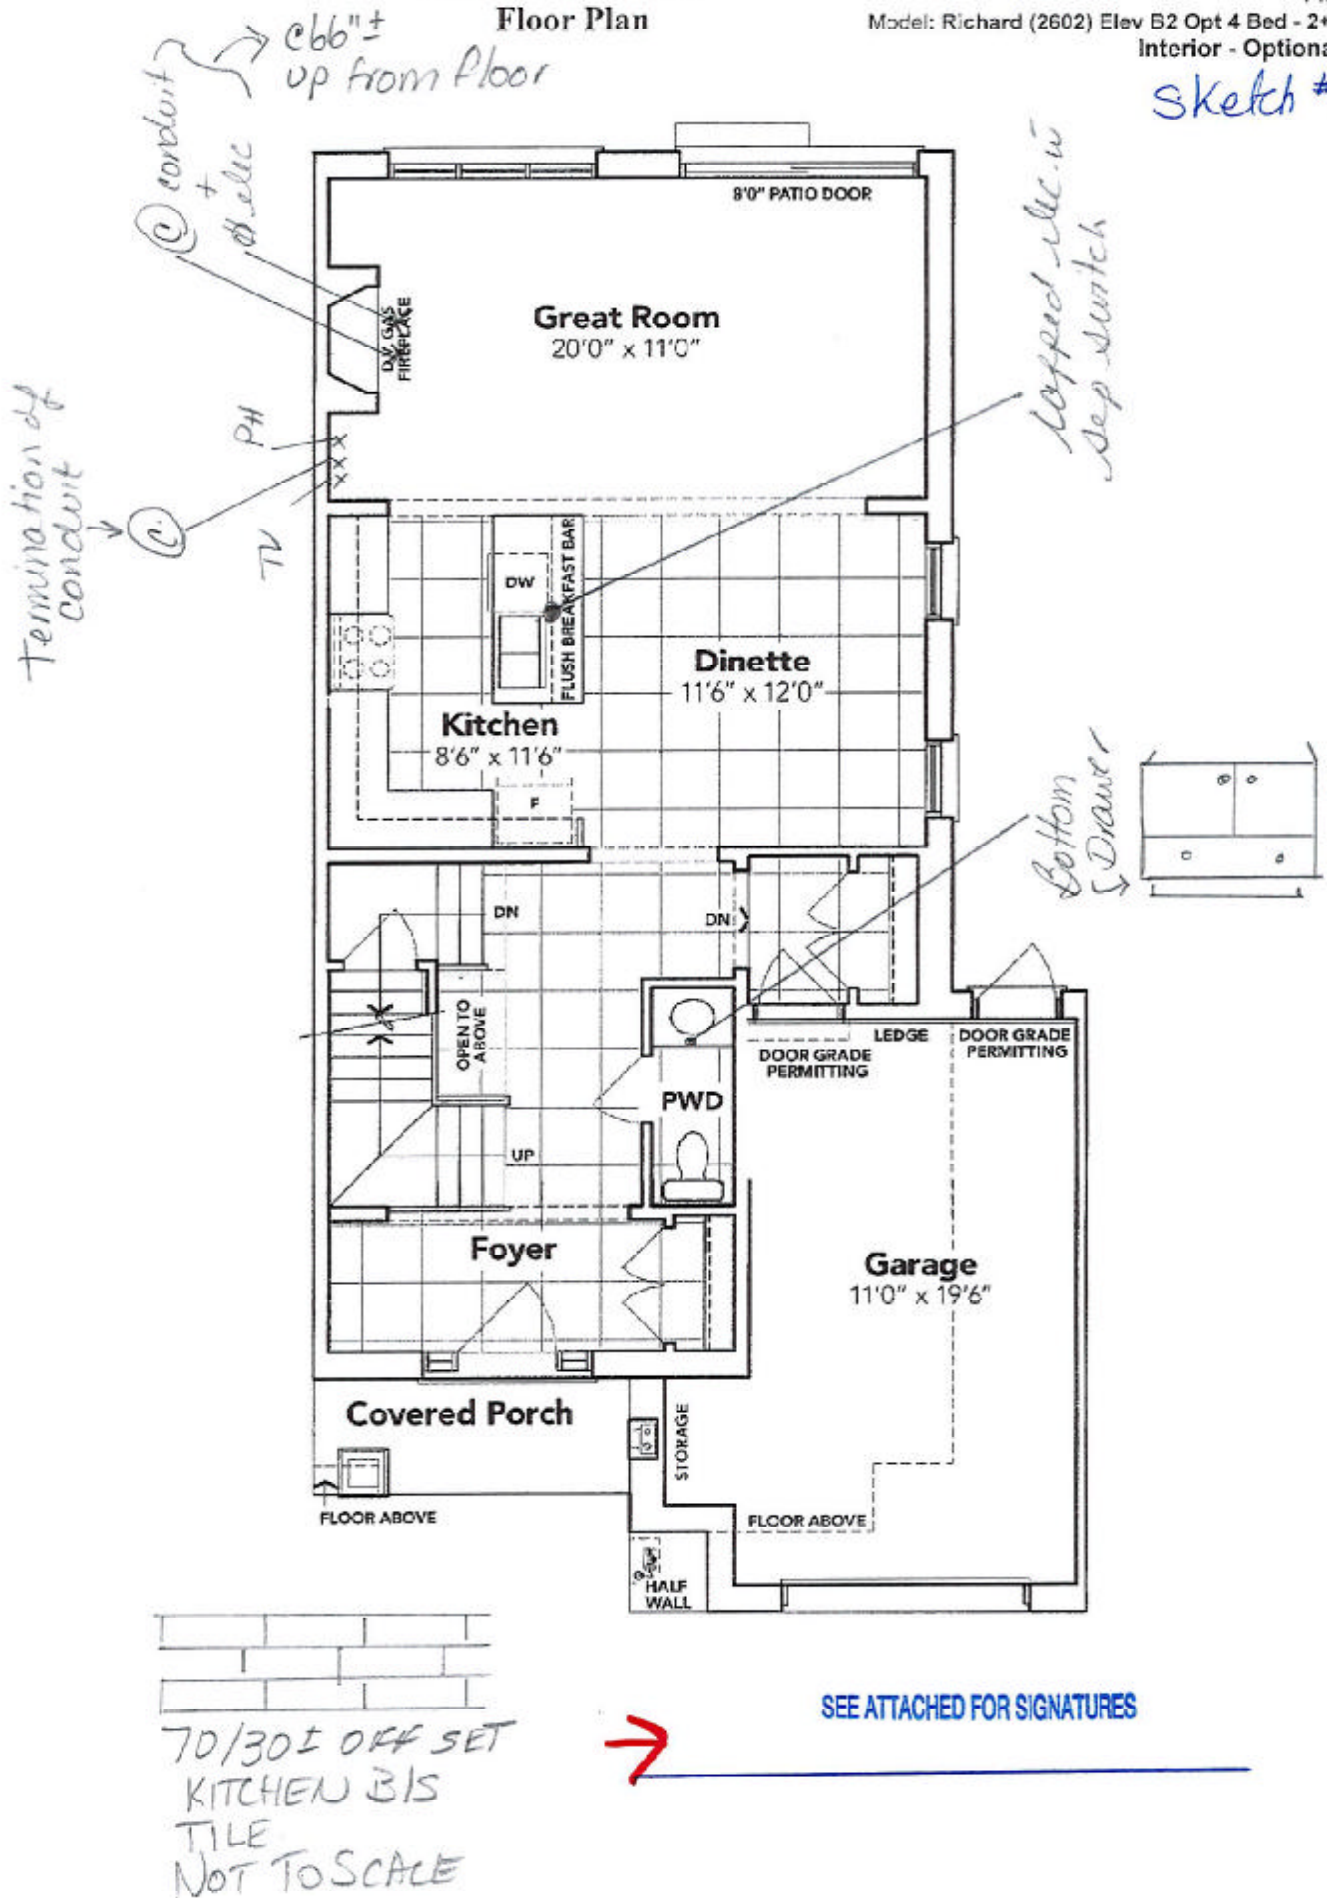 Floor Plan
Model: Richard (2602) Elev B2 Opt 4 Bed - 2+
Interior - Optiona
Sketch #
@66"±
up from floor
C conduit
+
elec
8'0" PATIO DOOR
capped elec. w
sep switch
Great Room
20'0" x 11'0"
D.V. GAS
FIREPLACE
PH
Termination of
conduit
C.
TV
DW
FLUSH BREAKFAST BAR
Dinette
11'6" x 12'0"
Kitchen
8'6" x 11'6"
F
Bottom
Drawer
DN
DN
OPEN TO
ABOVE
LEDGE
DOOR GRADE
PERMITTING
DOOR GRADE
PERMITTING
PWD
UP
Foyer
Garage
11'0" x 19'6"
Covered Porch
STORAGE
FLOOR ABOVE
FLOOR ABOVE
HALF
WALL
SEE ATTACHED FOR SIGNATURES
70/30± OFF SET
KITCHEN B/S
TILE
NOT TO SCALE